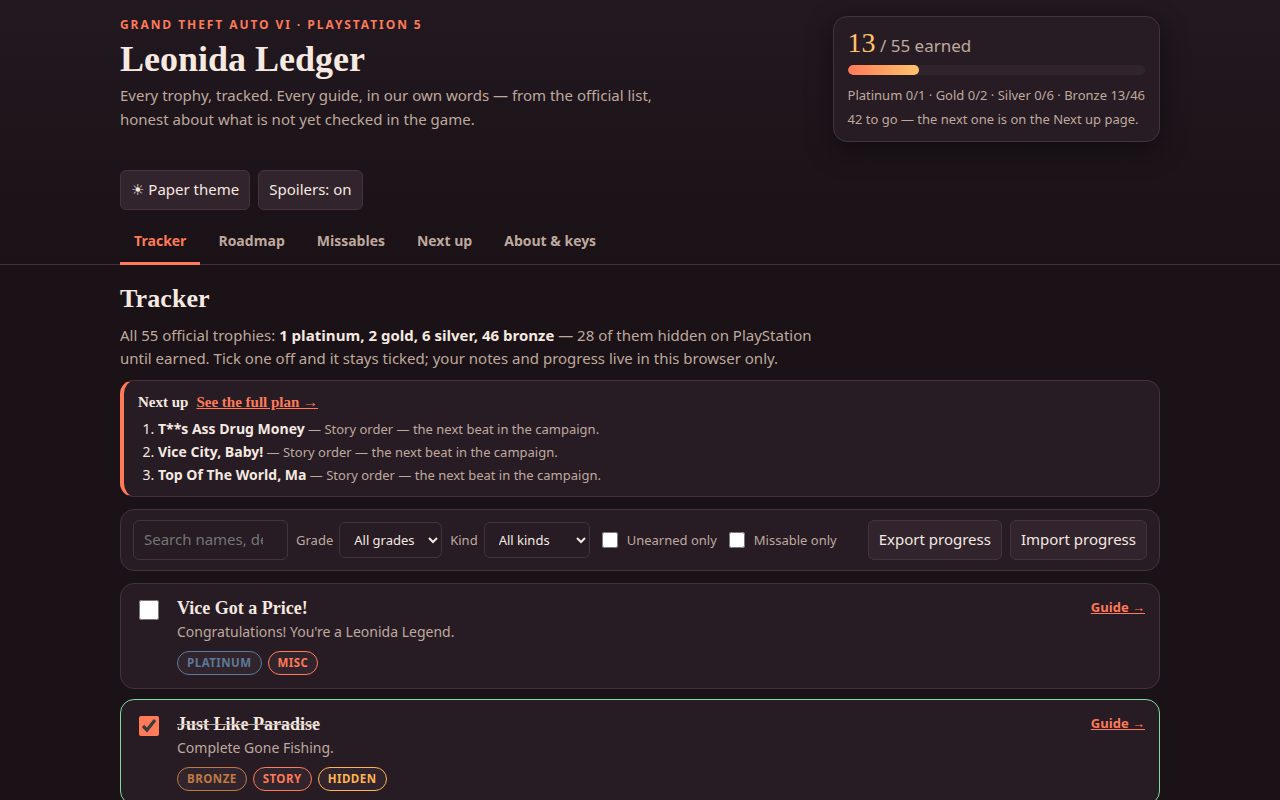 GRAND THEFT AUTO VI · PLAYSTATION 5
Leonida Ledger
Every trophy, tracked. Every guide, in our own words — from the official list,
honest about what is not yet checked in the game.
13 / 55 earned
Platinum 0/1 · Gold 0/2 · Silver 0/6 · Bronze 13/46
42 to go — the next one is on the Next up page.
☀ Paper theme
Spoilers: on
Tracker
Roadmap
Missables
Next up
About & keys
Tracker
All 55 official trophies: 1 platinum, 2 gold, 6 silver, 46 bronze — 28 of them hidden on PlayStation
until earned. Tick one off and it stays ticked; your notes and progress live in this browser only.
Next up See the full plan →
1. T**s Ass Drug Money — Story order — the next beat in the campaign.
2. Vice City, Baby! — Story order — the next beat in the campaign.
3. Top Of The World, Ma — Story order — the next beat in the campaign.
Search names, de
Grade
All grades
Kind
All kinds
Unearned only
Missable only
Export progress
Import progress
Vice Got a Price!
Guide →
Congratulations! You're a Leonida Legend.
PLATINUM
MISC
Just Like Paradise
Guide →
Complete Gone Fishing.
BRONZE
STORY
HIDDEN